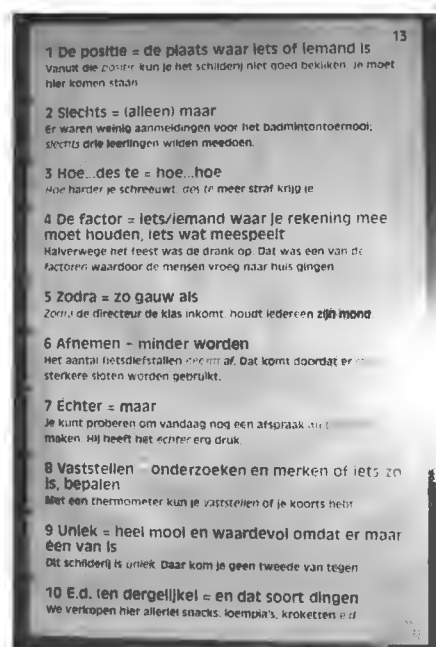 13
1 De positie = de plaats waar iets of iemand is
Vanuit die positie kun je het schilderij niet goed bekijken. Je moet
hier komen staan
2 Slechts = (alleen) maar
Er waren weinig aanmeldingen voor het badmintontoernooi;
slechts drie leerlingen wilden meedoen.
3 Hoe...des te = hoe...hoe
Hoe harder je schreeuwt, des te meer straf krijg je
4 De factor = iets/iemand waar je rekening mee
moet houden, iets wat meespeelt
Halverwege het feest was de drank op. Dat was een van de
factoren waardoor de mensen vroeg naar huis gingen
5 Zodra = zo gauw als
Zodra de directeur de klas inkomt, houdt iedereen zijn mond.
6 Afnemen - minder worden
Het aantal fietsdiefstallen neemt af. Dat komt doordat er
sterkere sloten worden gebruikt.
7 Echter = maar
Je kunt proberen om vandaag nog een afspraak
maken. Hij heeft het echter erg druk.
8 Vaststellen onderzoeken en merken of iets zo
is, bepalen
Met een thermometer kun je vaststellen of je koorts hebt
9 Uniek = heel mooi en waardevol omdat er maar
één van is
Dit schilderij is uniek. Daar kom je geen tweede van tegen
10 E.d. (en dergelijke) = en dat soort dingen
We verkopen hier allerlei snacks: loempia's, kroketten e.d.